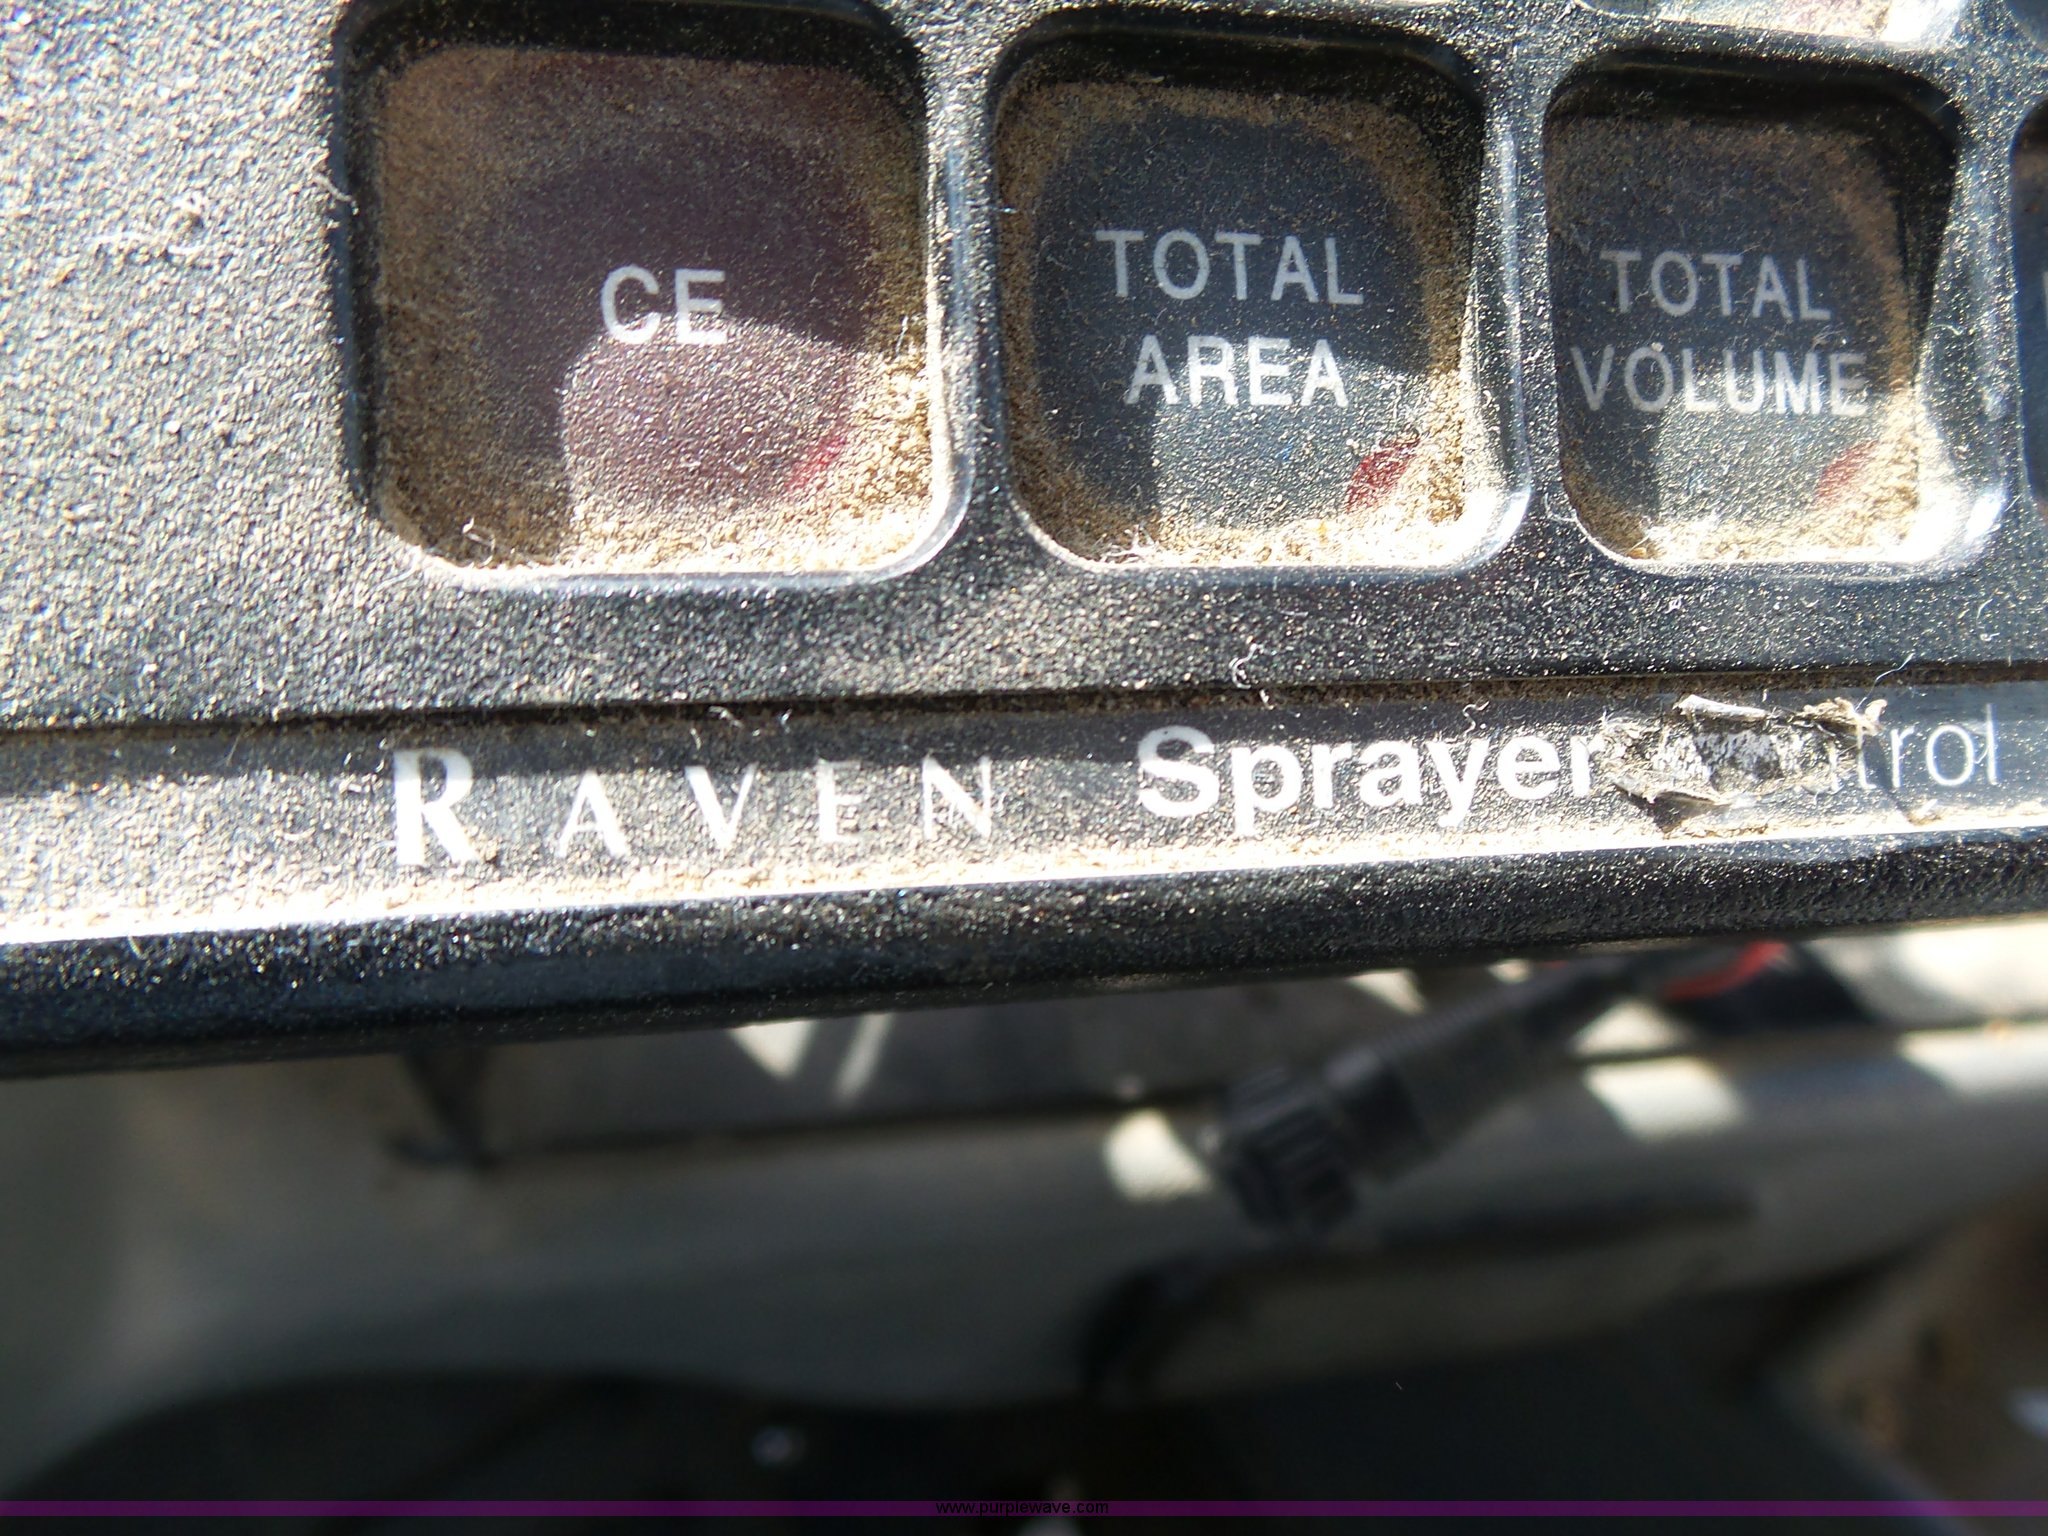 CE
TOTAL
AREA
TOTAL
VOLUME
RAVEN Sprayer
www.purplewave.com